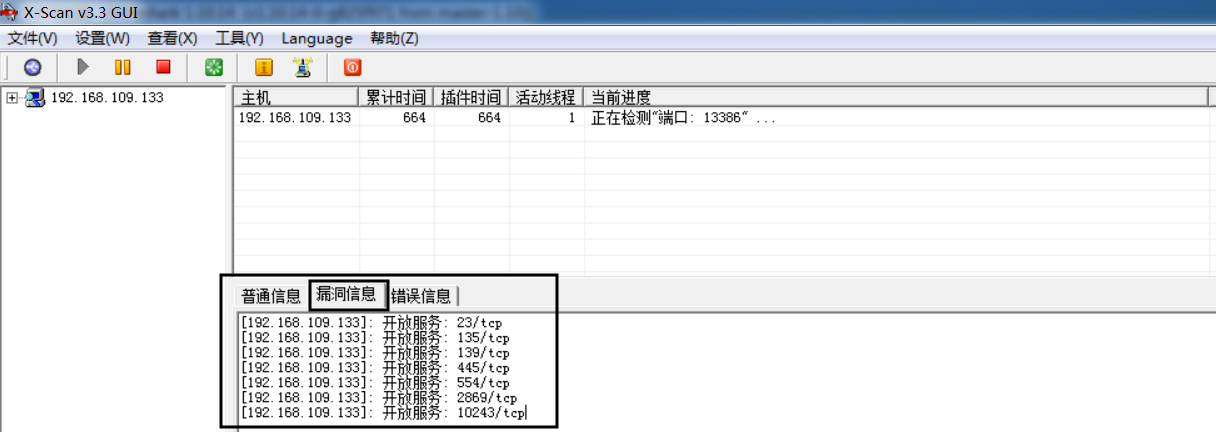 X-Scan v3.3 GUI
文件(V) 设置(W) 查看(X) 工具(Y) Language 帮助(Z)
192.168.109.133
主机 累计时间 插件时间 活动线程 当前进度
192.168.109.133 664 664 1 正在检测"端口: 13386" ...
普通信息 漏洞信息 错误信息
[192.168.109.133]: 开放服务: 23/tcp
[192.168.109.133]: 开放服务: 135/tcp
[192.168.109.133]: 开放服务: 139/tcp
[192.168.109.133]: 开放服务: 445/tcp
[192.168.109.133]: 开放服务: 554/tcp
[192.168.109.133]: 开放服务: 2869/tcp
[192.168.109.133]: 开放服务: 10243/tcp